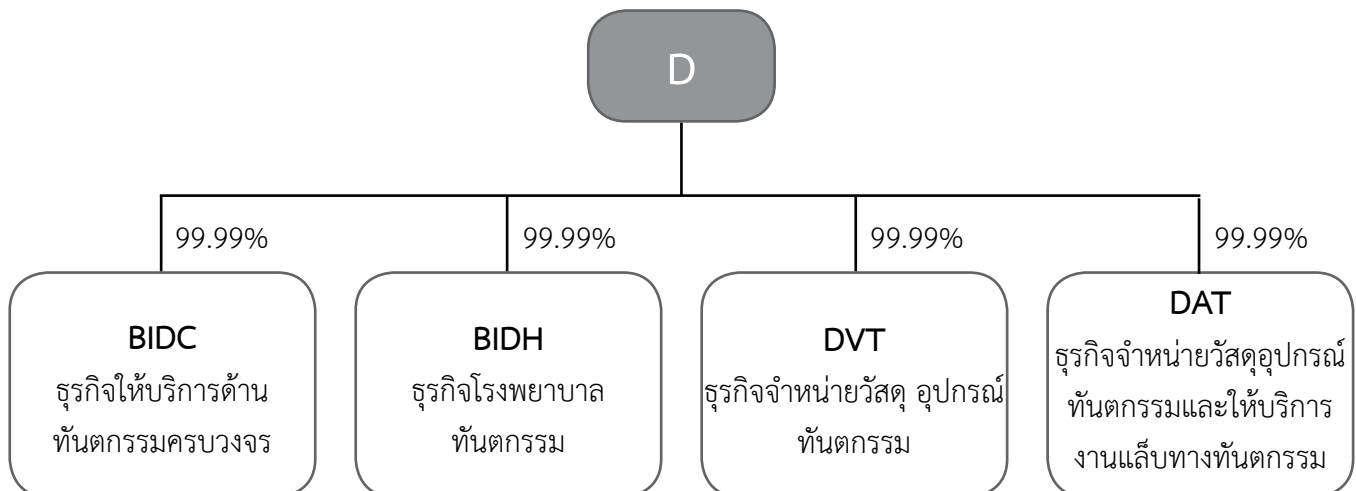 D
99.99%
99.99%
99.99%
99.99%
BIDC
ธุรกิจให้บริการด้าน
ทันตกรรมครบวงจร
BIDH
ธุรกิจโรงพยาบาล
ทันตกรรม
DVT
ธุรกิจจำหน่ายวัสดุ อุปกรณ์
ทันตกรรม
DAT
ธุรกิจจำหน่ายวัสดุอุปกรณ์
ทันตกรรมและให้บริการ
งานแล็บทางทันตกรรม